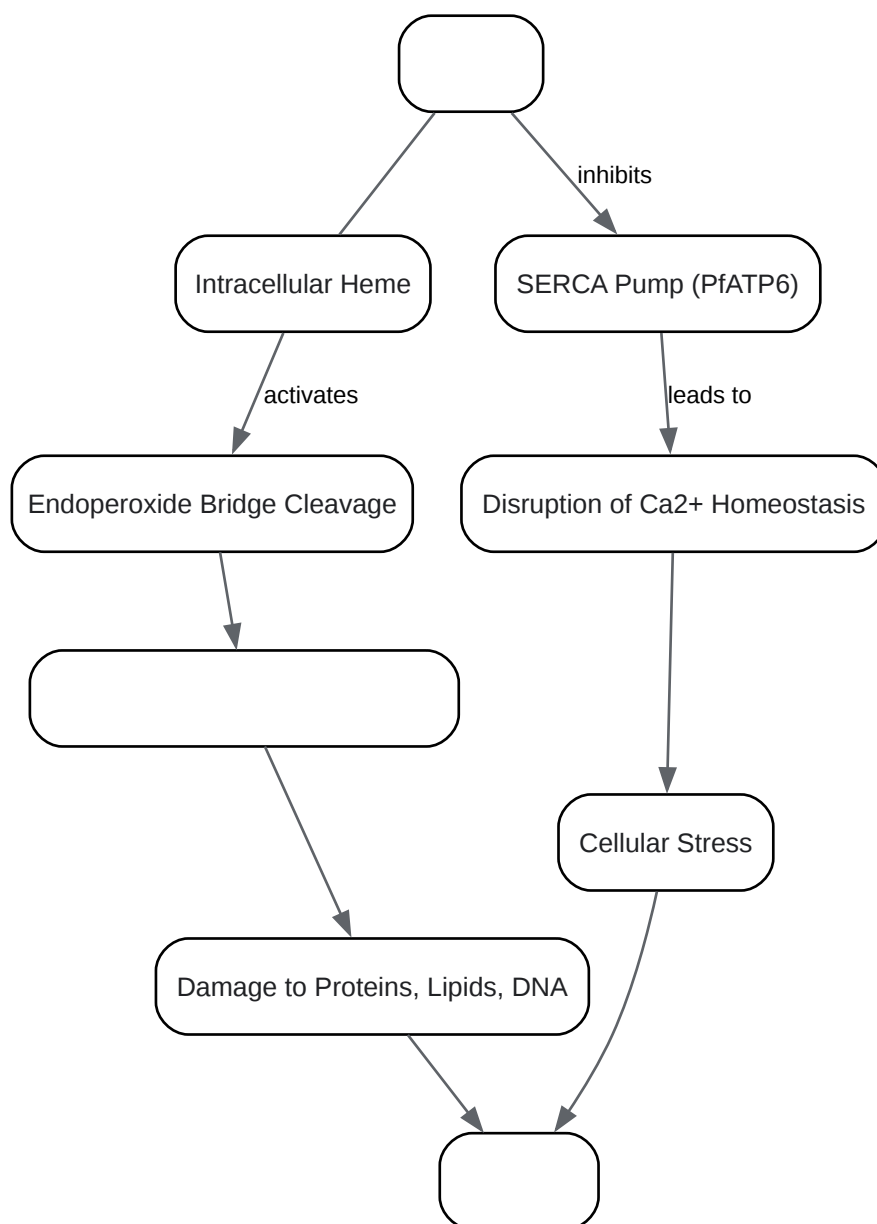 inhibits
Intracellular Heme
SERCA Pump (PfATP6)
activates
leads to
Endoperoxide Bridge Cleavage
Disruption of Ca2+ Homeostasis
Cellular Stress
Damage to Proteins, Lipids, DNA